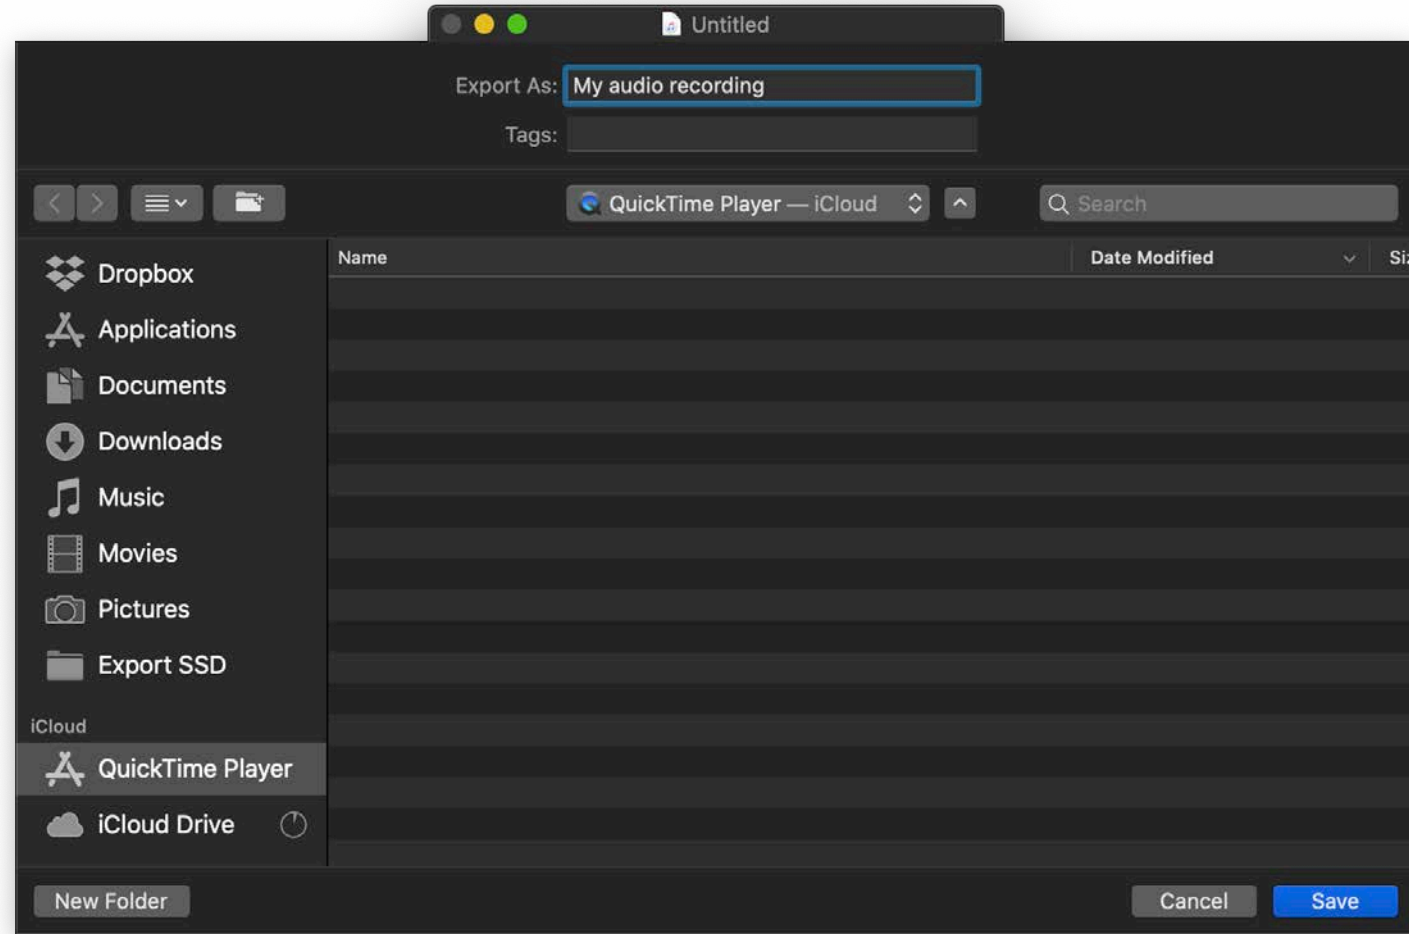 Untitled
Export As: My audio recording
Tags:
QuickTime Player — iCloud
Search
Dropbox
Applications
Documents
Downloads
Music
Movies
Pictures
Export SSD
iCloud
QuickTime Player
iCloud Drive
Name Date Modified
New Folder Cancel Save